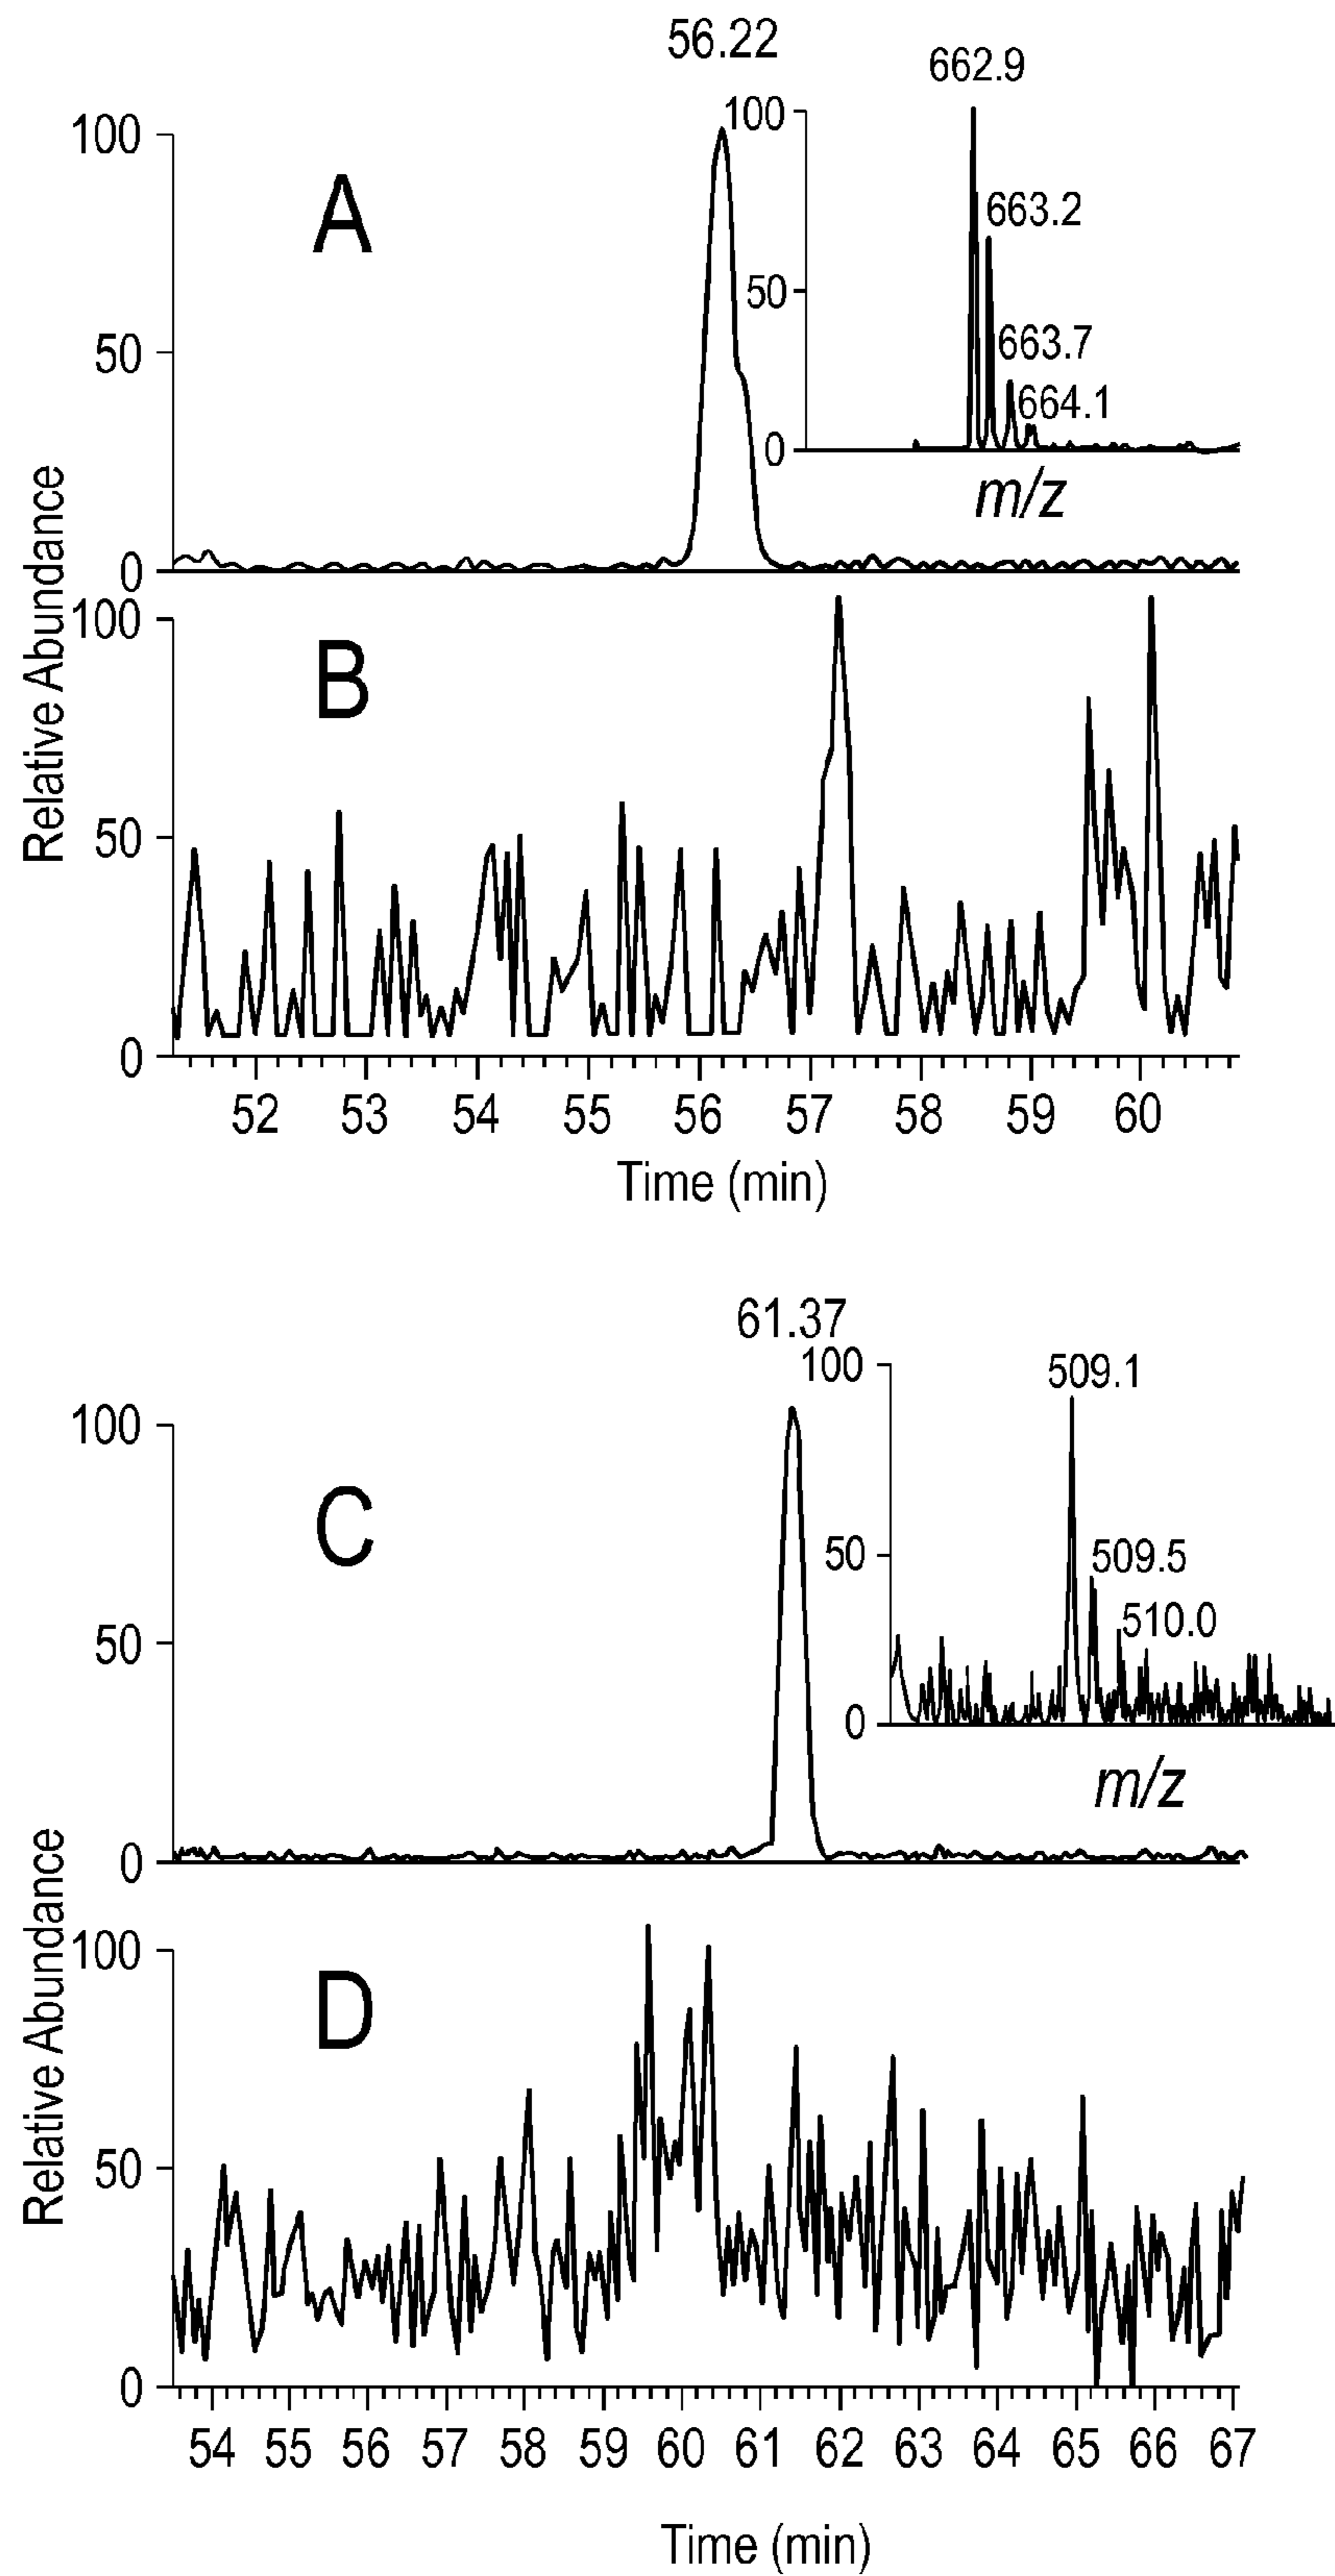 56.22
662.9
100
100
A
663.2
50
663.7
50
664.1
0
m/z
Relative Abundance
0
100
B
50
0
52 53 54 55 56 57 58 59 60
Time (min)
61.37
100
509.1
100
C
50
509.5
50
510.0
0
m/z
Relative Abundance
0
100
D
50
0
54 55 56 57 58 59 60 61 62 63 64 65 66 67
Time (min)